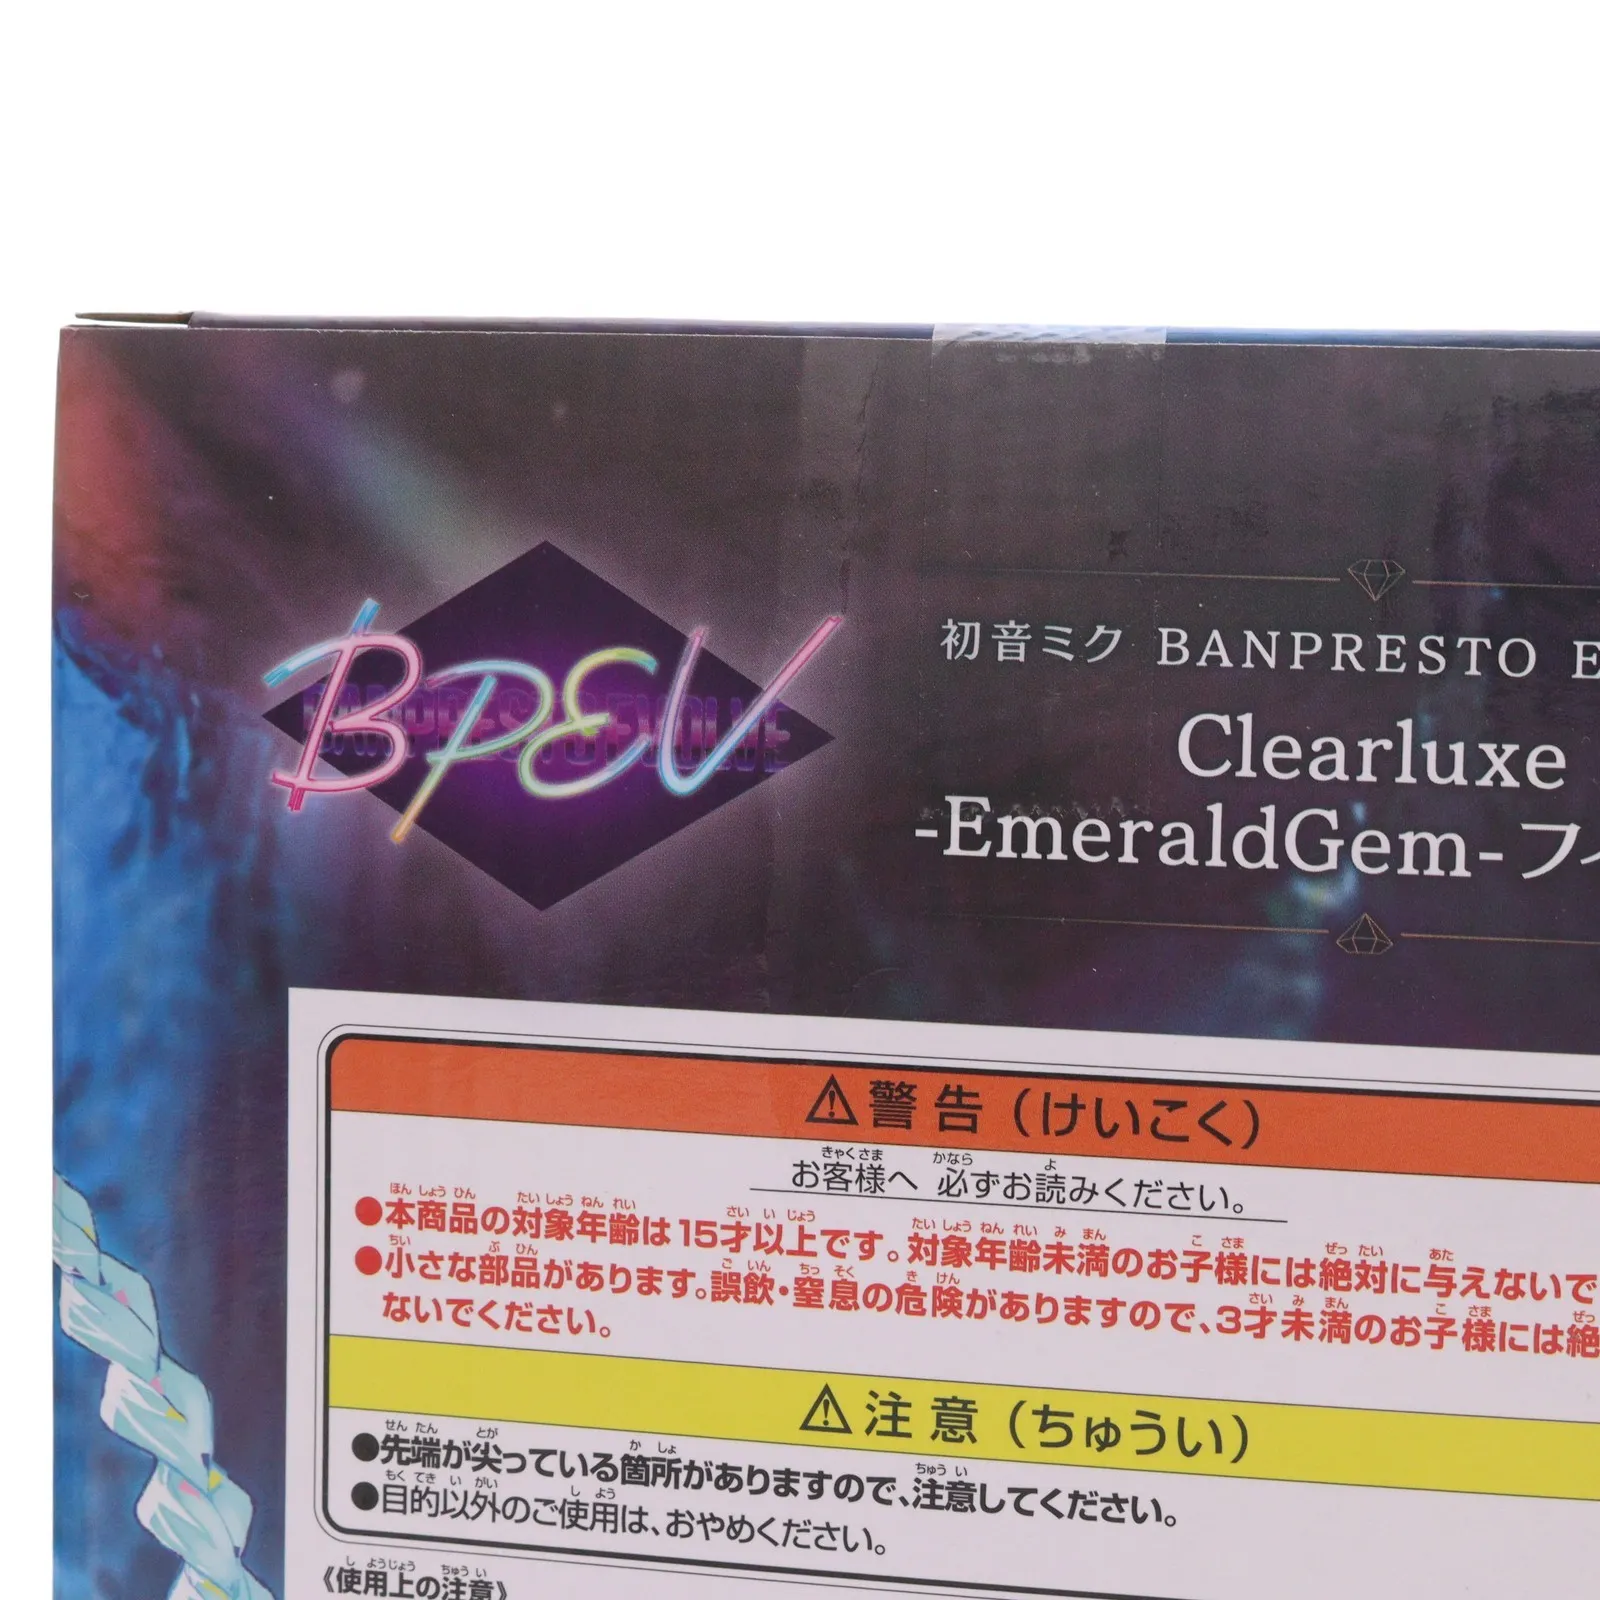 BPEV
BANPRESTO EVOLVE
初音ミク BANPRESTO E
Clearluxe
-EmeraldGem-フィ
⚠警告（けいこく）
お客様へ 必ずお読みください。
●本商品の対象年齢は15才以上です。対象年齢未満のお子様には絶対に与えないで
●小さな部品があります。誤飲・窒息の危険がありますので、3才未満のお子様には絶
ないでください。
⚠注意（ちゅうい）
●先端が尖っている箇所がありますので、注意してください。
●目的以外のご使用は、おやめください。
《使用上の注意》